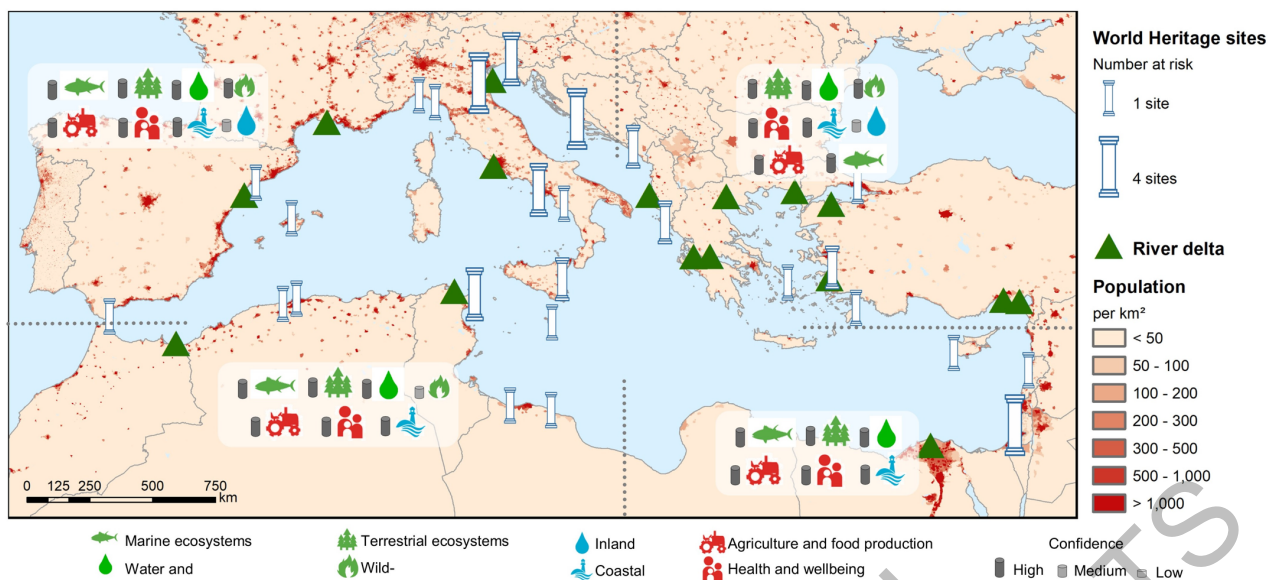 World Heritage sites
Number at risk
1 site
4 sites
River delta
Population
per km²
< 50
50 - 100
100 - 200
200 - 300
300 - 500
500 - 1,000
> 1,000
0 125 250 500 750
km
Marine ecosystems
Terrestrial ecosystems
Inland
Agriculture and food production
Confidence
Water and
Wild-
Coastal
Health and wellbeing
High
Medium
Low
TS